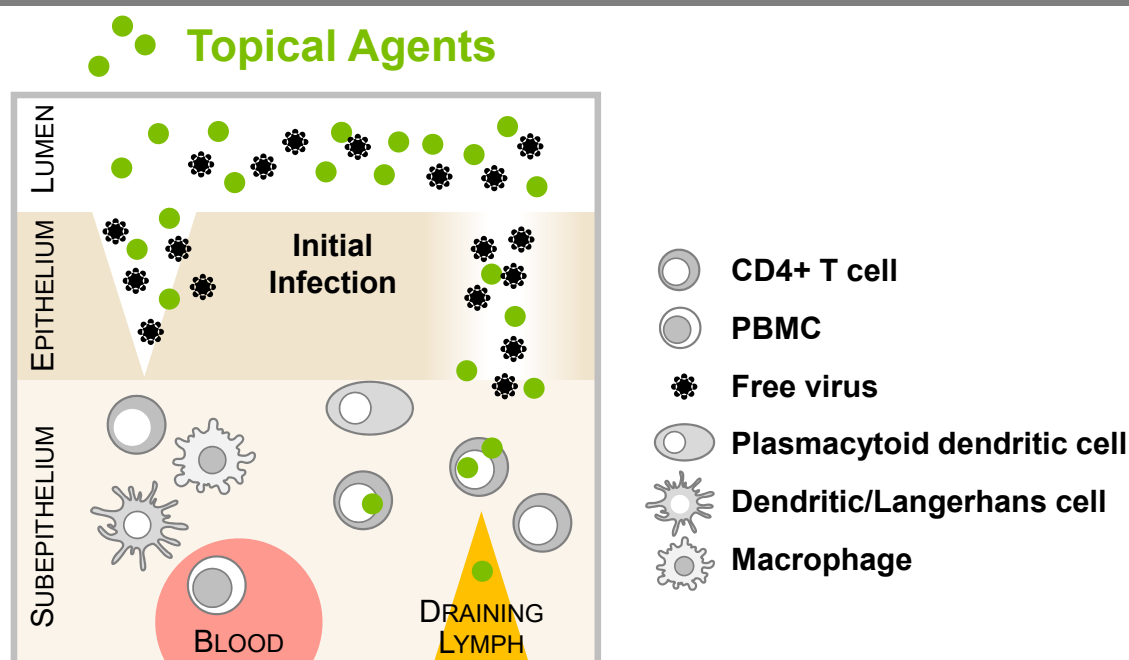 Topical Agents
LUMEN
EPITHELIUM
Initial
Infection
SUBEPITHELIUM
BLOOD
DRAINING
LYMPH
CD4+ T cell
PBMC
Free virus
Plasmacytoid dendritic cell
Dendritic/Langerhans cell
Macrophage